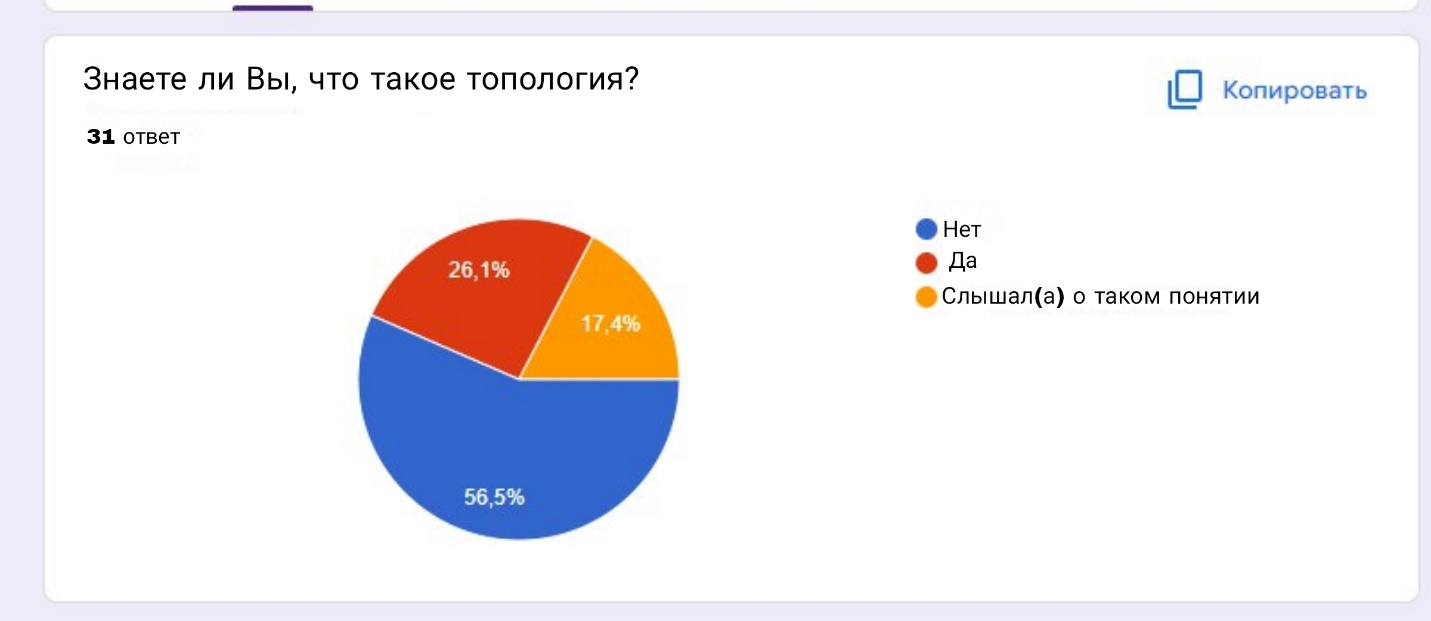 Знаете ли Вы, что такое топология?
Копировать
31 ответ
Нет
Да
Слышал(а) о таком понятии
26,1%
17,4%
56,5%